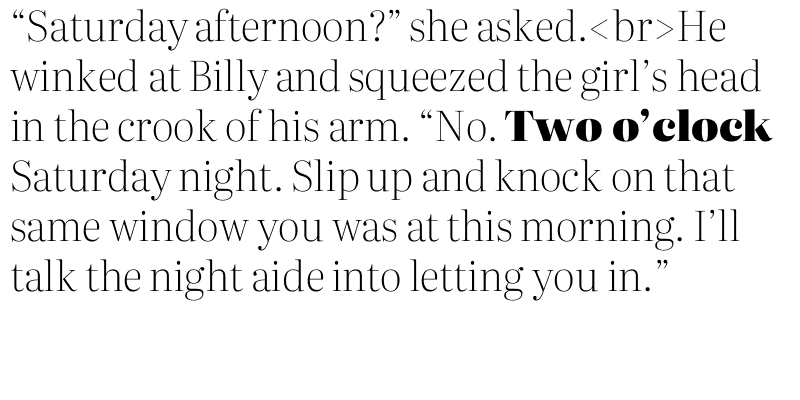 “Saturday afternoon?” she asked.<br>He
winked at Billy and squeezed the girl’s head
in the crook of his arm. “No. Two o’clock
Saturday night. Slip up and knock on that
same window you was at this morning. I’ll
talk the night aide into letting you in.”